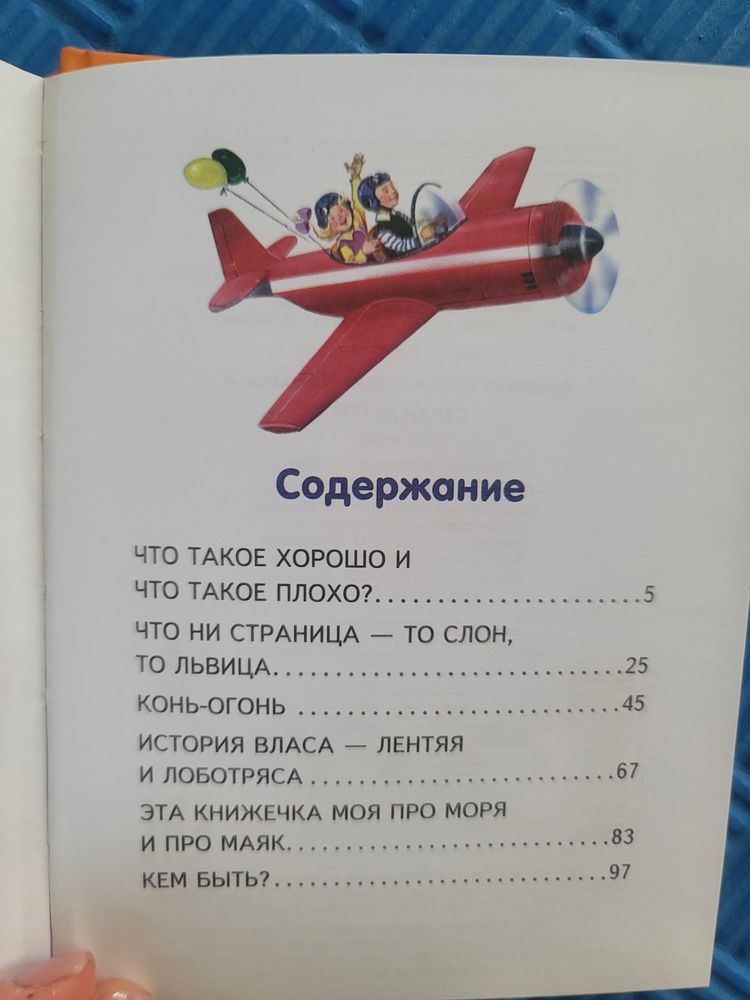 Содержание
ЧТО ТАКОЕ ХОРОШО И
ЧТО ТАКОЕ ПЛОХО?......................5
ЧТО НИ СТРАНИЦА — ТО СЛОН,
ТО ЛЬВИЦА..............................25
КОНЬ-ОГОНЬ ..........................45
ИСТОРИЯ ВЛАСА — ЛЕНТЯЯ
И ЛОБОТРЯСА .........................67
ЭТА КНИЖЕЧКА МОЯ ПРО МОРЯ
И ПРО МАЯК..........................83
КЕМ БЫТЬ?...........................97